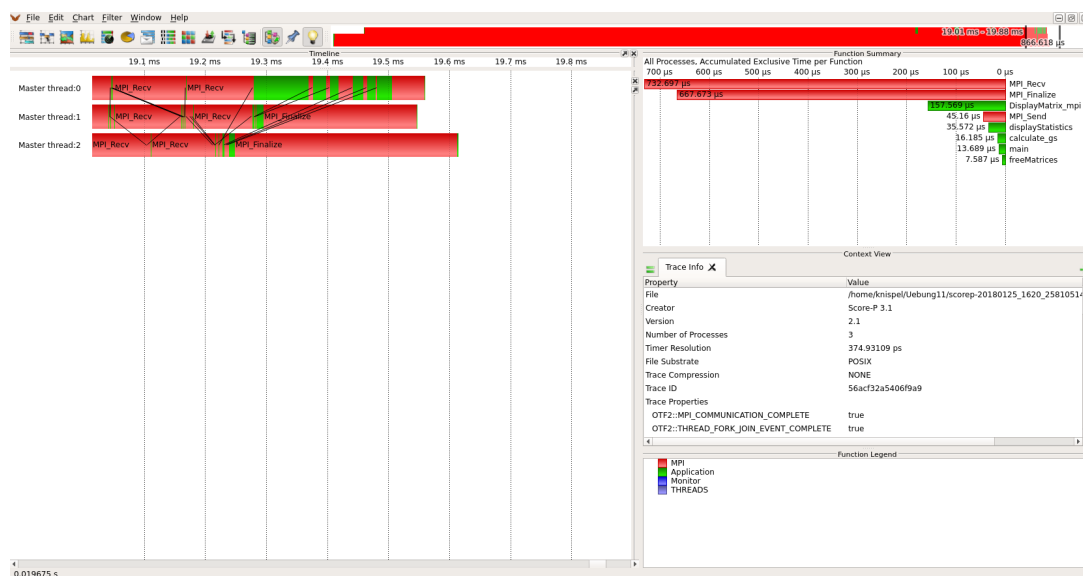 File Edit Chart Filter Window Help
19.01 ms - 19.88 ms
866.618 µs
Timeline
19.1 ms 19.2 ms 19.3 ms 19.4 ms 19.5 ms 19.6 ms 19.7 ms 19.8 ms
Master thread:0 MPI_Recv MPI_Recv
Master thread:1 MPI_Recv MPI_Recv MPI_Finalize
Master thread:2 MPI_Recv MPI_Recv MPI_Finalize
0.019675 s
Function Summary
All Processes, Accumulated Exclusive Time per Function
700 µs 600 µs 500 µs 400 µs 300 µs 200 µs 100 µs 0 µs
732.697 µs MPI_Recv
667.673 µs MPI_Finalize
157.569 µs DisplayMatrix_mpi
45.16 µs MPI_Send
35.572 µs displayStatistics
16.185 µs calculate_gs
13.689 µs main
7.587 µs freeMatrices
Context View
Trace Info
Property Value
File /home/knispel/Uebung11/scorep-20180125_1620_25810514
Creator Score-P 3.1
Version 2.1
Number of Processes 3
Timer Resolution 374.93109 ps
File Substrate POSIX
Trace Compression NONE
Trace ID 56acf32a5406f9a9
Trace Properties
OTF2::MPI_COMMUNICATION_COMPLETE true
OTF2::THREAD_FORK_JOIN_EVENT_COMPLETE true
Function Legend
MPI
Application
Monitor
THREADS